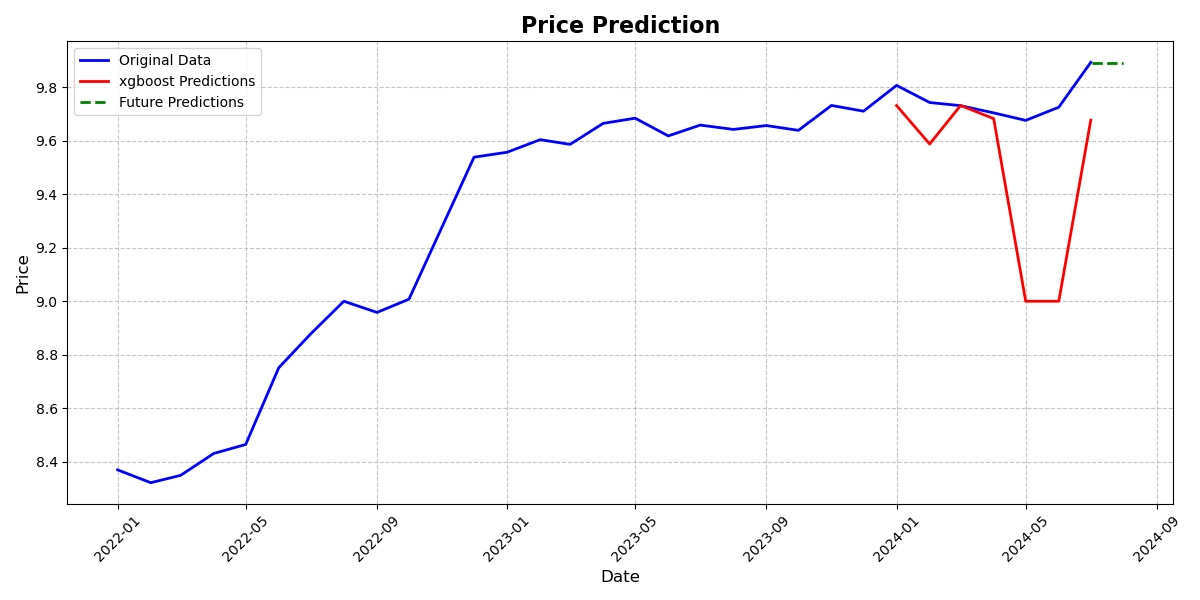 Price Prediction
Original Data
xgboost Predictions
Future Predictions
Price
9.8
9.6
9.4
9.2
9.0
8.8
8.6
8.4
2022-01
2022-05
2022-09
2023-01
2023-05
2023-09
2024-01
2024-05
2024-09
Date